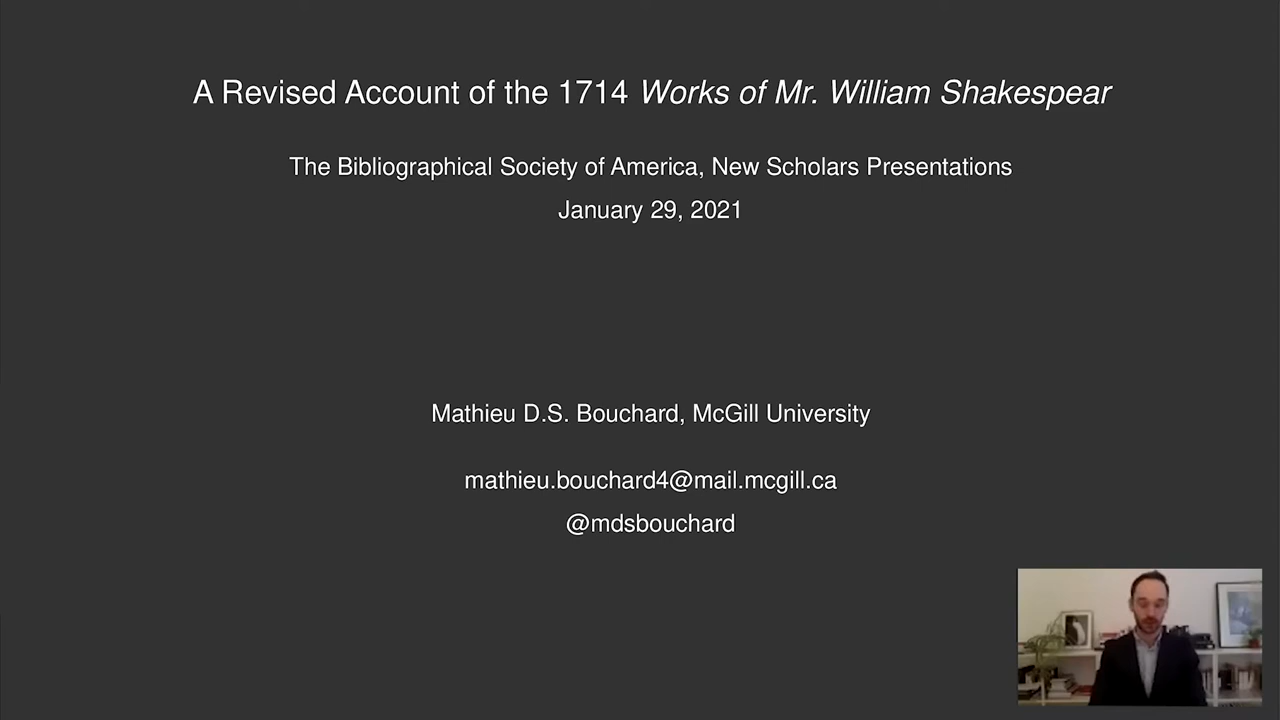 A Revised Account of the 1714 Works of Mr. William Shakespear
The Bibliographical Society of America, New Scholars Presentations
January 29, 2021
Mathieu D.S. Bouchard, McGill University
mathieu.bouchard4@mail.mcgill.ca
@mdsbouchard